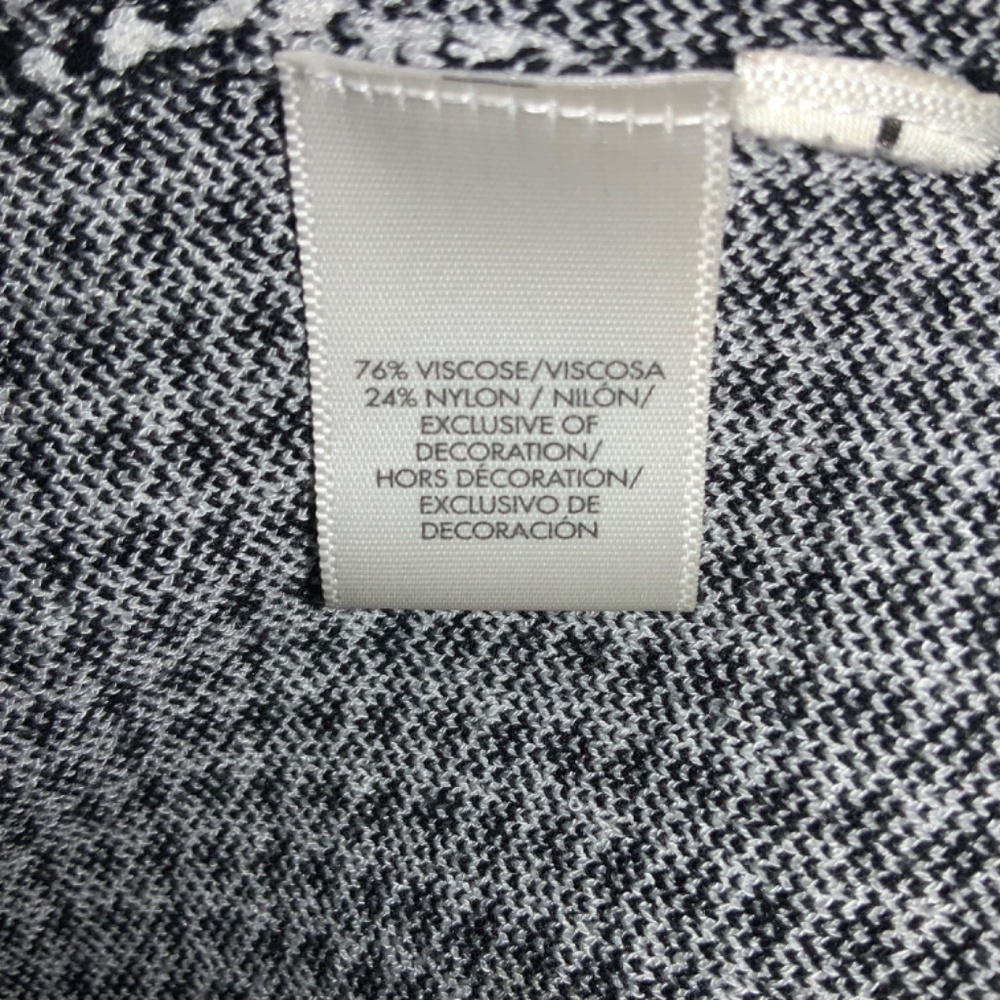 76% VISCOSE/VISCOSA
24% NYLON / NILÓN/
EXCLUSIVE OF
DECORATION/
HORS DÉCORATION/
EXCLUSIVO DE
DECORACIÓN